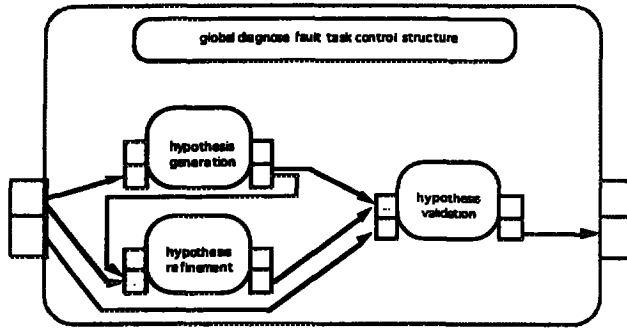 global diagnose fault task control structure
hypothesis
generation
hypothesis
validation
hypothesis
refinement